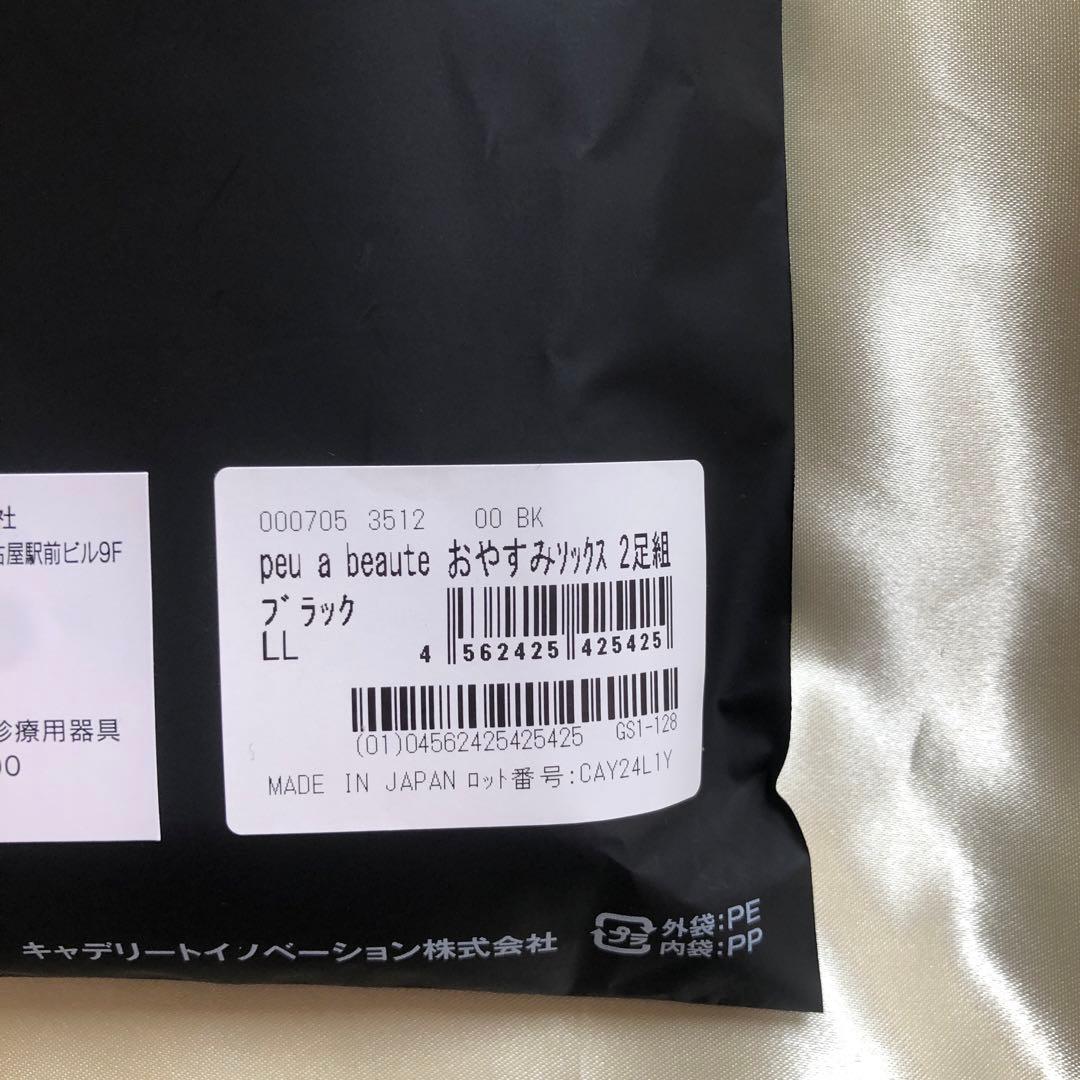 社
古屋駅前ビル9F
診療用器具
00
000705 3512 00 BK
peu a beaute おやすみｿｯｸｽ 2足組
ﾌﾞﾗｯｸ
LL
4 562425 425425
(01)04562425425425 GS1-128
MADE IN JAPAN ﾛｯﾄ番号:CAY24L1Y
キャデリートイノベーション株式会社
プラ
外袋:PE
内袋:PP